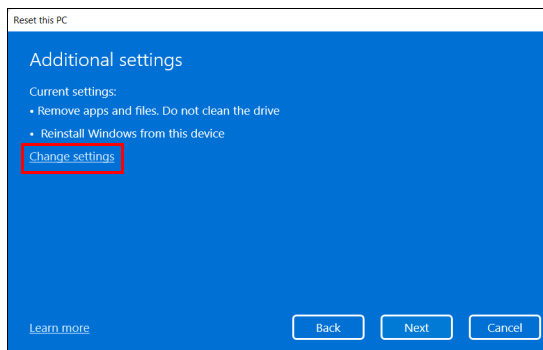 Reset this PC
Additional settings
Current settings:
• Remove apps and files. Do not clean the drive
• Reinstall Windows from this device
Change settings
Learn more
Back
Next
Cancel